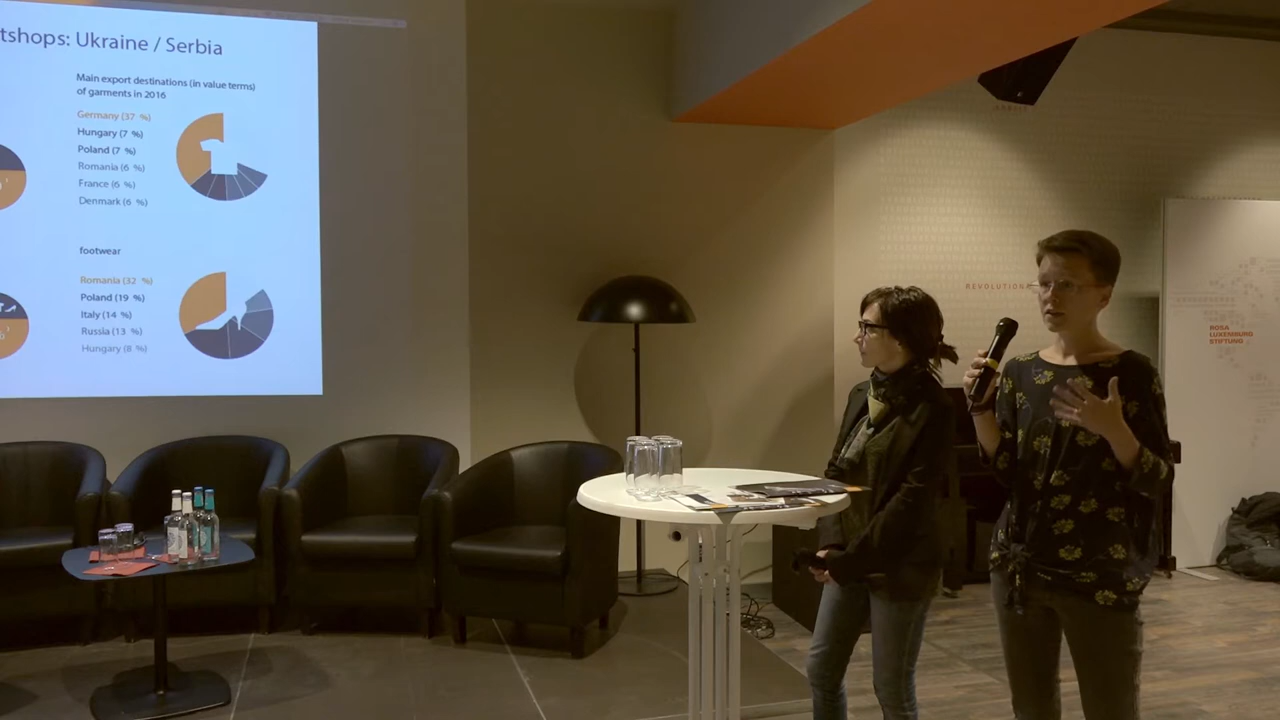 tshops: Ukraine / Serbia
Main export destinations (in value terms)
of garments in 2016
Germany (37 %)
Hungary (7 %)
Poland (7 %)
Romania (6 %)
France (6 %)
Denmark (6 %)
footwear
Romania (32 %)
Poland (19 %)
Italy (14 %)
Russia (13 %)
Hungary (8 %)
REVOLUTIONA
ROSA
LUXEMBURG
STIFTUNG